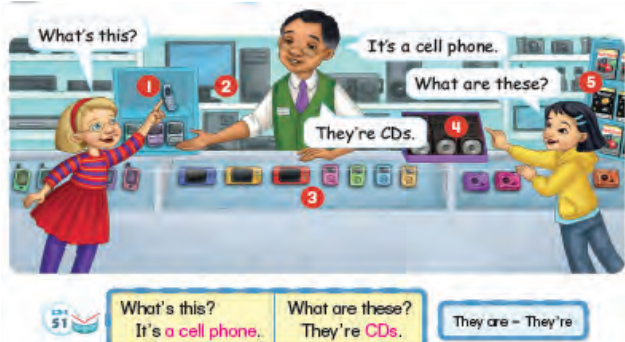 What's this?
It's a cell phone.
What are these?
They're CDs.
1
2
3
4
5
51
What's this?
It's a cell phone.
What are these?
They're CDs.
They are – They're